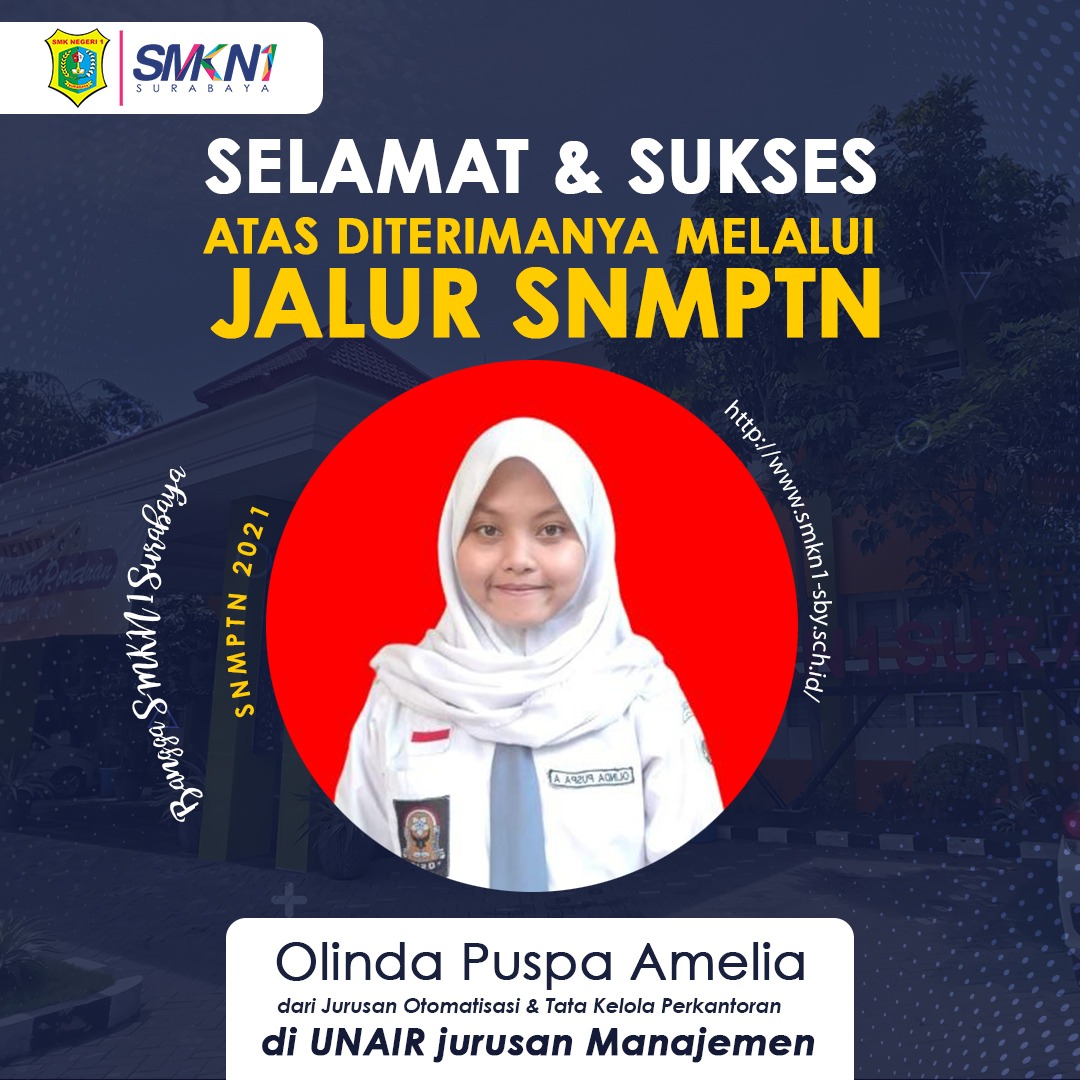 SMK NEGERI 1
SURABAYA
SMKN1
SURABAYA
SELAMAT & SUKSES
ATAS DITERIMANYA MELALUI
JALUR SNMPTN
Bangga SMKN 1 Surabaya
SNMPTN 2021
http://www.smkn1-sby.sch.id/
OLINDA PUSPA A
Olinda Puspa Amelia
dari Jurusan Otomatisasi & Tata Kelola Perkantoran
di UNAIR jurusan Manajemen